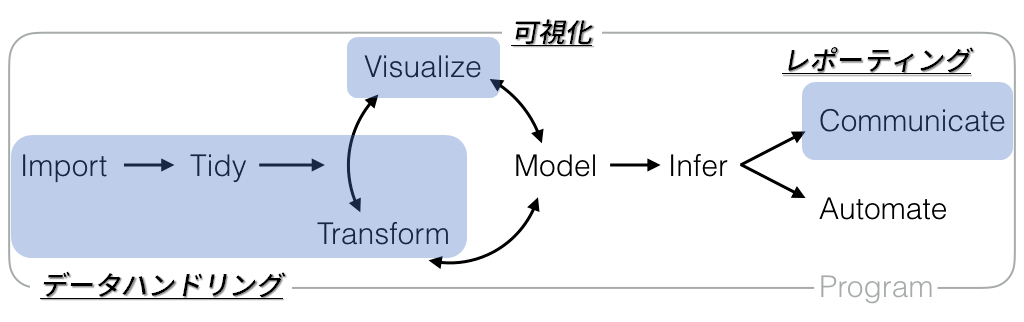 可視化
レポーティング
Visualize
Communicate
Import
Tidy
Model
Infer
Automate
Transform
データハンドリング
Program